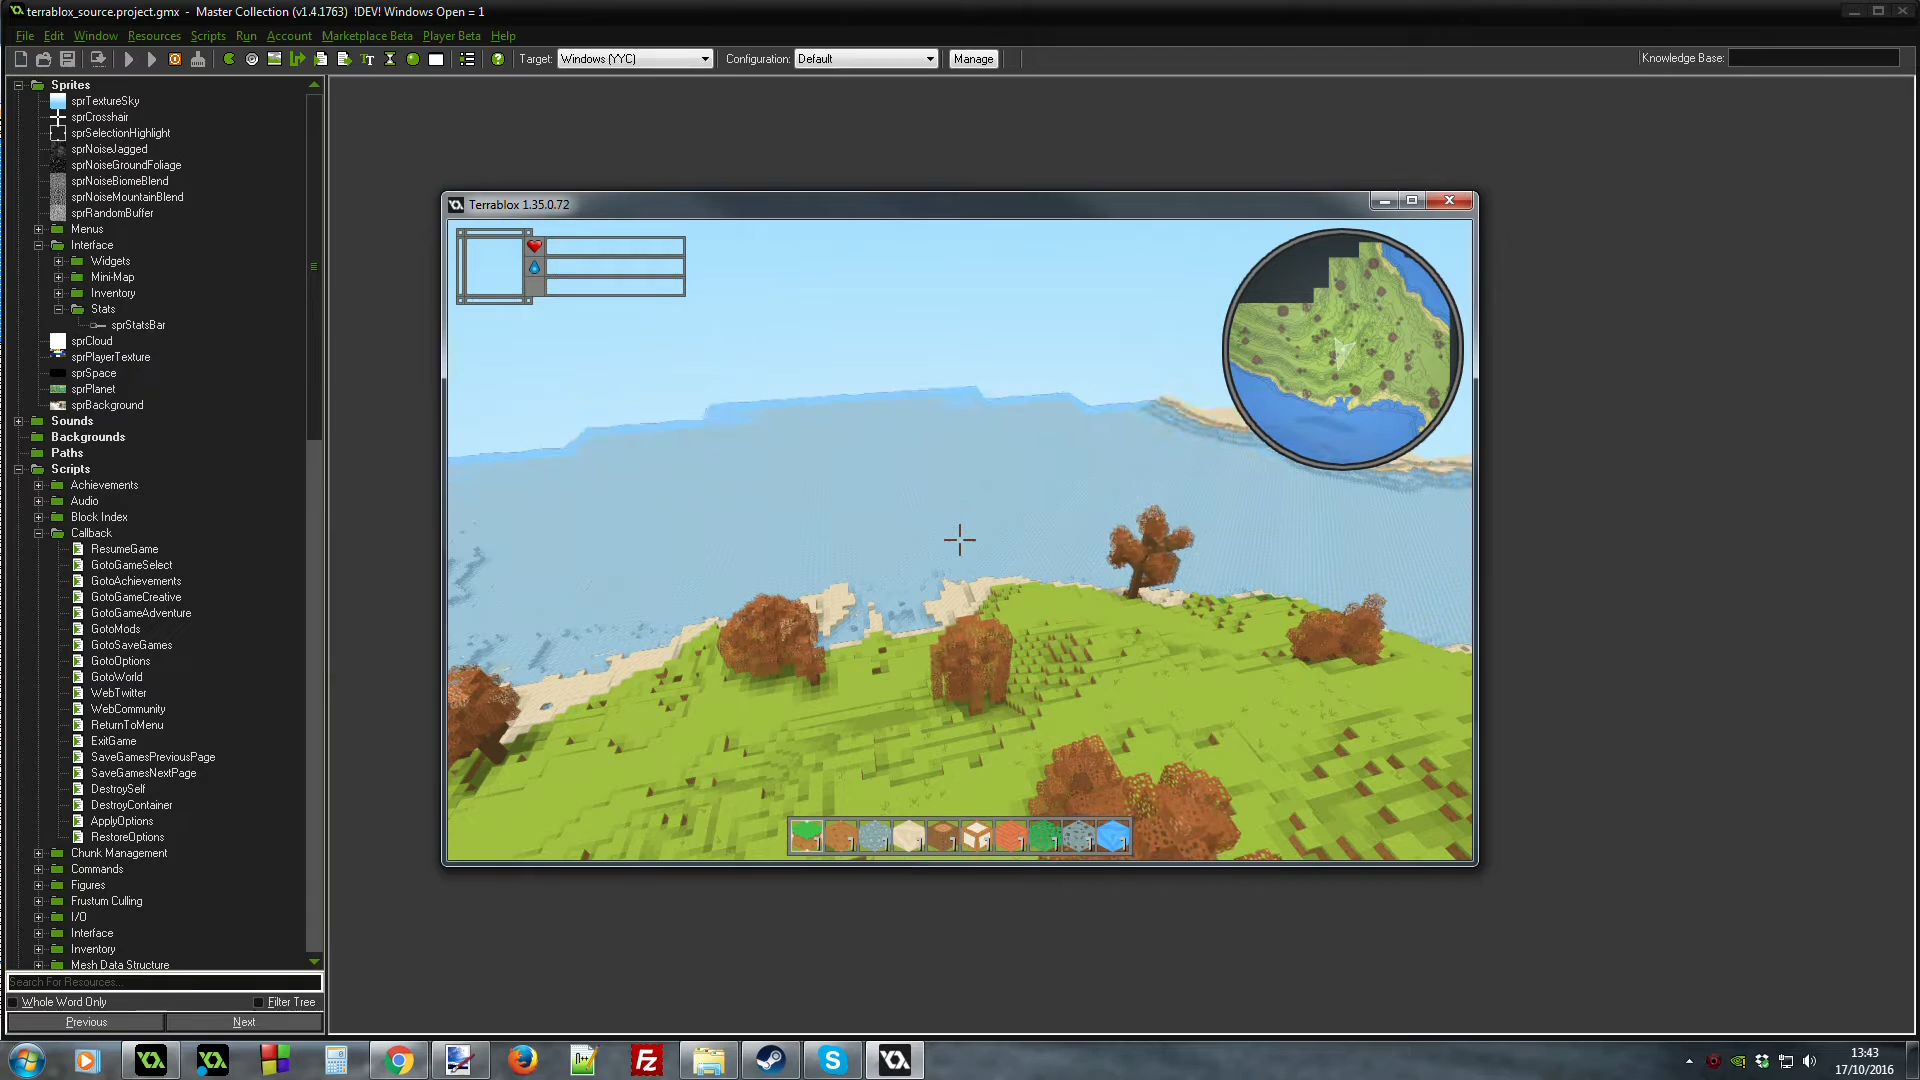 terrablox_source.project.gmx - Master Collection (v1.4.1763) !DEV! Windows Open = 1
File Edit Window Resources Scripts Run Account Marketplace Beta Player Beta Help
Target: Windows (YYC) Configuration: Default Manage Knowledge Base:
Sprites
sprTextureSky
sprCrosshair
sprSelectionHighlight
sprNoiseJagged
sprNoiseGroundFoliage
sprNoiseBiomeBlend
sprNoiseMountainBlend
sprRandomBuffer
Menus
Interface
Widgets
Mini-Map
Inventory
Stats
sprStatsBar
sprCloud
sprPlayerTexture
sprSpace
sprPlanet
sprBackground
Sounds
Backgrounds
Paths
Scripts
Achievements
Audio
Block Index
Callback
ResumeGame
GotoGameSelect
GotoAchievements
GotoGameCreative
GotoGameAdventure
GotoMods
GotoSaveGames
GotoOptions
GotoWorld
WebTwitter
WebCommunity
ReturnToMenu
ExitGame
SaveGamesPreviousPage
SaveGamesNextPage
DestroySelf
DestroyContainer
ApplyOptions
RestoreOptions
Chunk Management
Commands
Figures
Frustum Culling
I/O
Interface
Inventory
Mesh Data Structure
Search For Resources...
Whole Word Only Filter Tree
Previous Next
Terrablox 1.35.0.72
13:43
17/10/2016